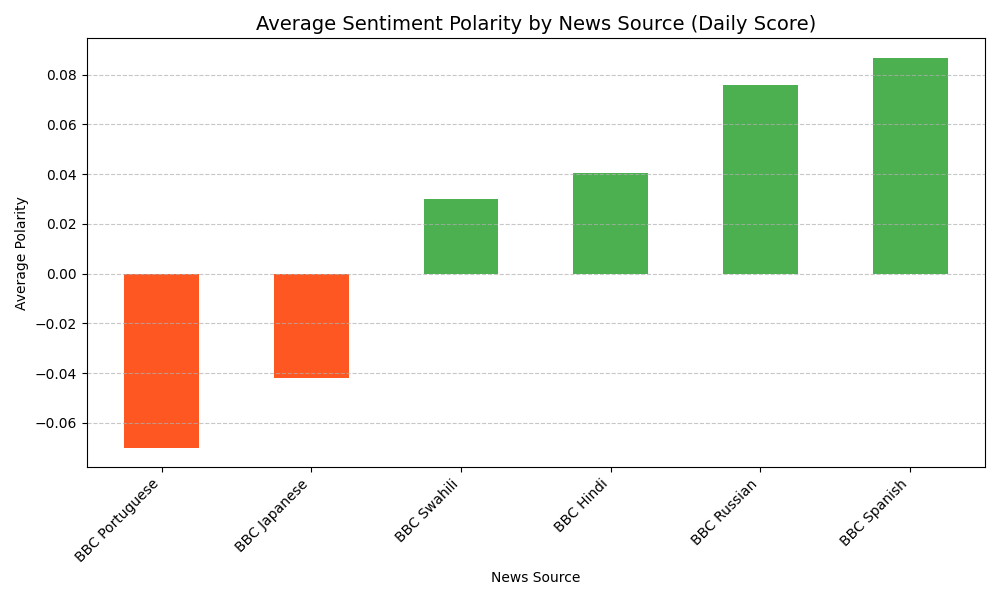 Average Sentiment Polarity by News Source (Daily Score)
Average Polarity
0.08
0.06
0.04
0.02
0.00
−0.02
−0.04
−0.06
BBC Portuguese
BBC Japanese
BBC Swahili
BBC Hindi
BBC Russian
BBC Spanish
News Source